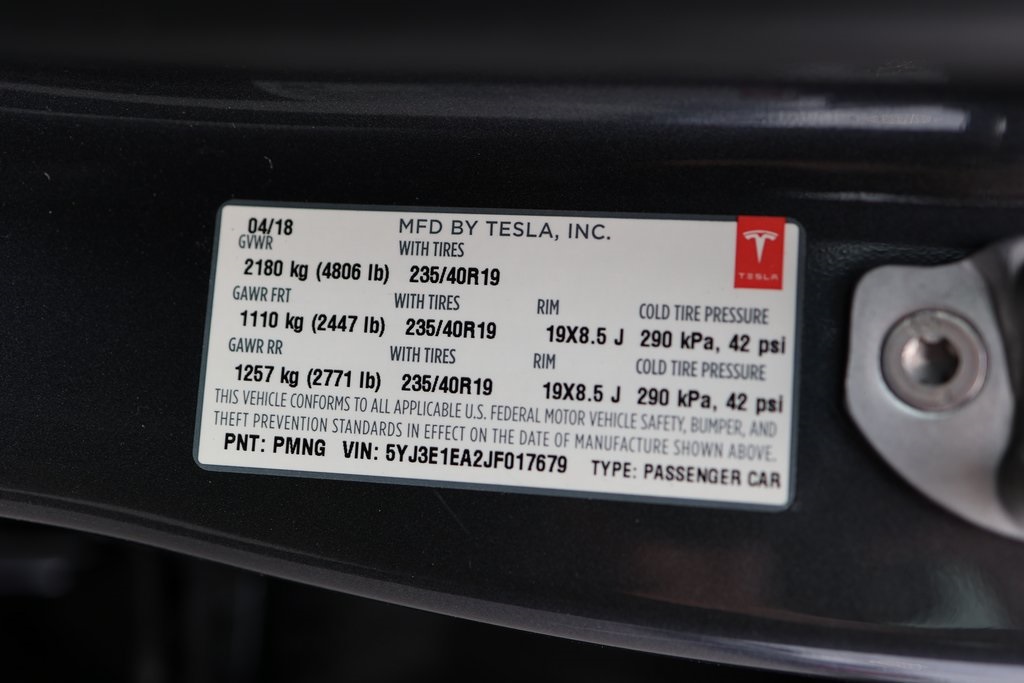 04/18 MFD BY TESLA, INC.
GVWR WITH TIRES
2180 kg (4806 lb) 235/40R19
TESLA
GAWR FRT WITH TIRES RIM COLD TIRE PRESSURE
1110 kg (2447 lb) 235/40R19 19X8.5 J 290 kPa, 42 psi
GAWR RR WITH TIRES RIM COLD TIRE PRESSURE
1257 kg (2771 lb) 235/40R19 19X8.5 J 290 kPa, 42 psi
THIS VEHICLE CONFORMS TO ALL APPLICABLE U.S. FEDERAL MOTOR VEHICLE SAFETY, BUMPER, AND
THEFT PREVENTION STANDARDS IN EFFECT ON THE DATE OF MANUFACTURE SHOWN ABOVE.
PNT: PMNG VIN: 5YJ3E1EA2JF017679 TYPE: PASSENGER CAR